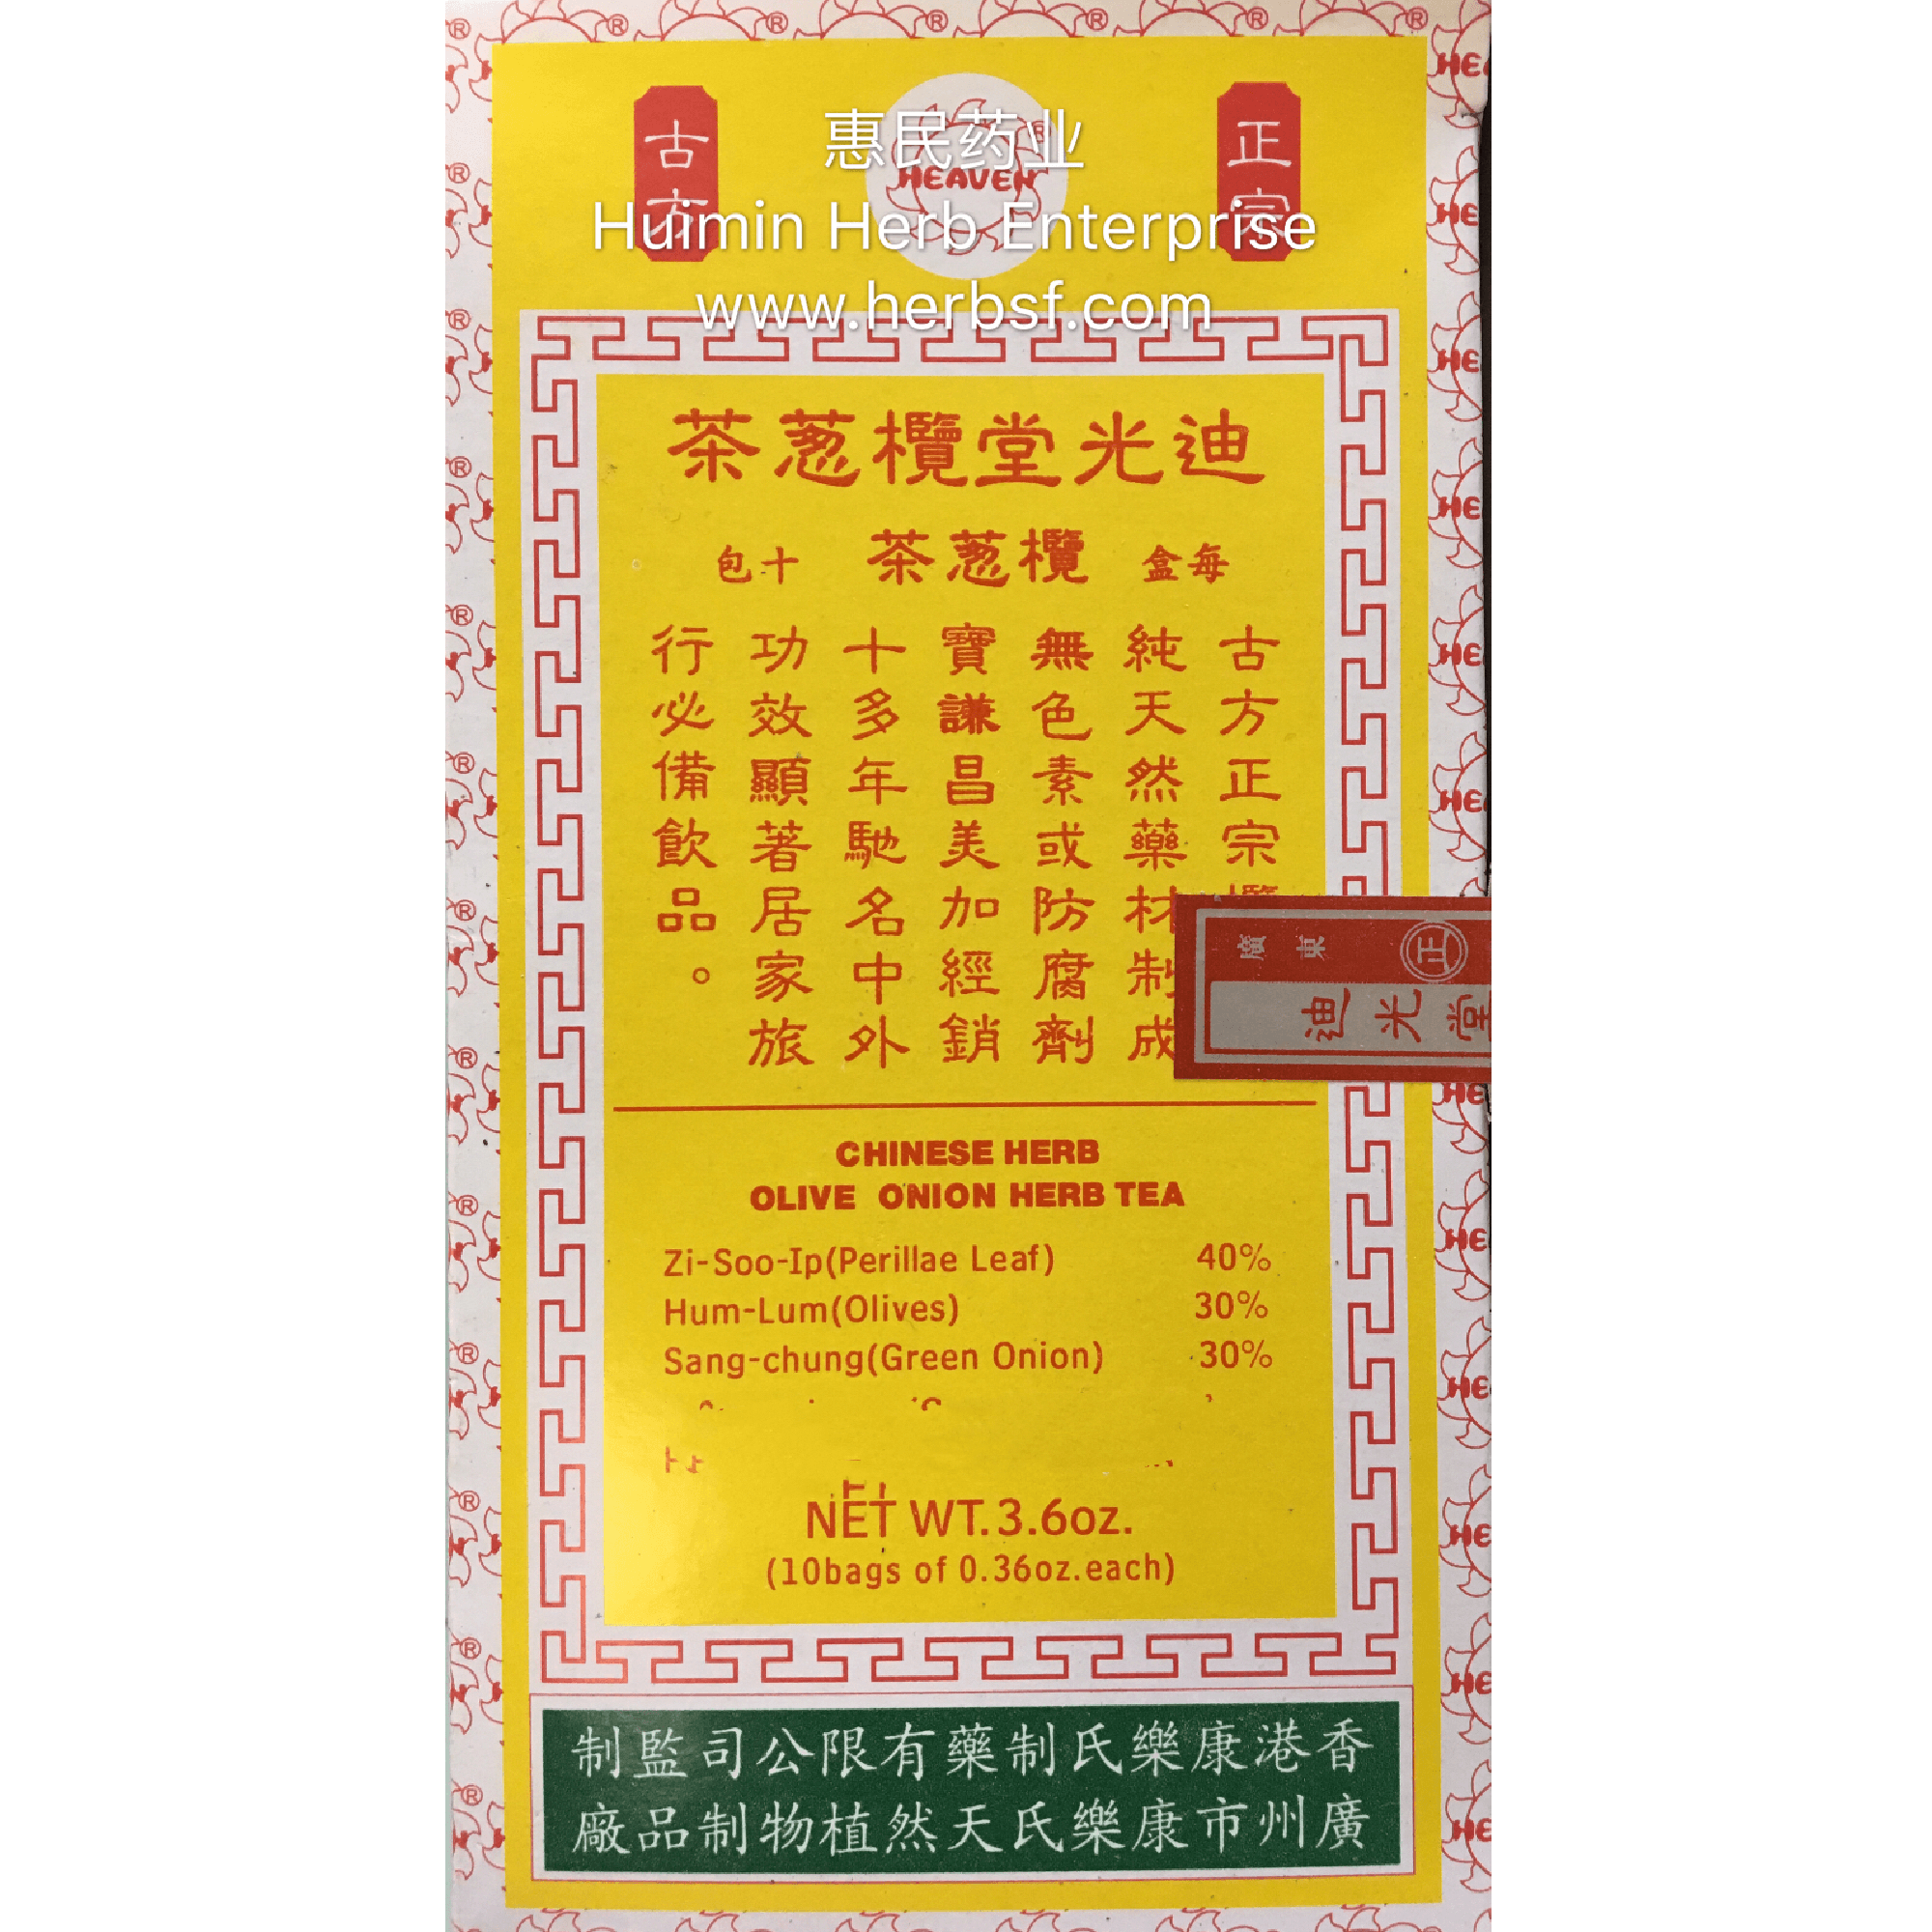 惠民药业
Huimin Herb Enterprise
www.herbsf.com
古方
HEAVEN®
正宗
迪光堂欖葱茶
每盒
欖葱茶
十包
古方正宗欖
純天然藥材制成
無色素或防腐劑
寶謙昌美加經銷
十多年馳名中外
功效顯著居家旅
行必備飲品。
廣東
正
迪光堂
CHINESE HERB
OLIVE ONION HERB TEA
Zi-Soo-Ip(Perillae Leaf) 40%
Hum-Lum(Olives) 30%
Sang-chung(Green Onion) 30%
NET WT.3.6oz.
(10bags of 0.36oz.each)
香港康樂氏制藥有限公司監制
廣州市康樂氏天然植物制品廠